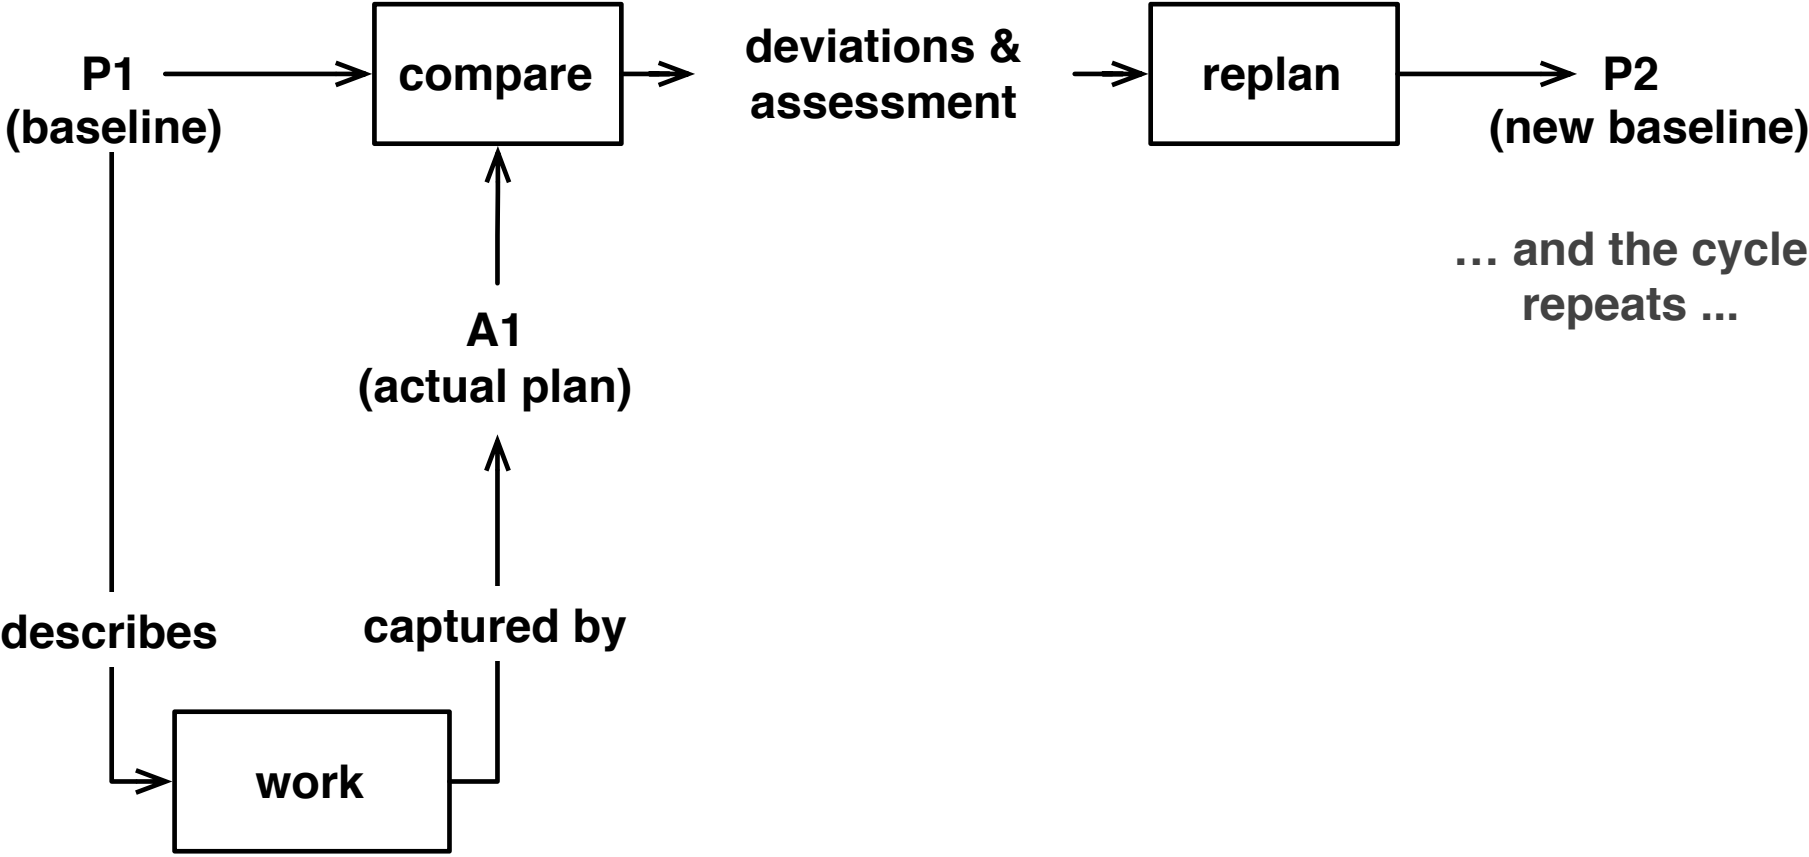 P1
(baseline)
compare
deviations &
assessment
replan
P2
(new baseline)
… and the cycle
repeats ...
A1
(actual plan)
describes
captured by
work